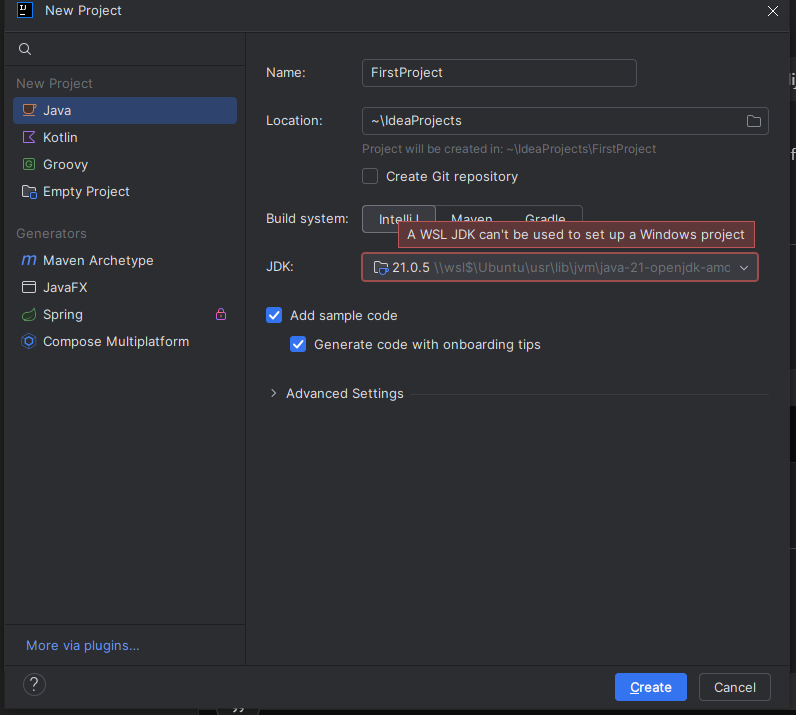 New Project
New Project
Java
Kotlin
Groovy
Empty Project
Generators
Maven Archetype
JavaFX
Spring
Compose Multiplatform
More via plugins...
Name: FirstProject
Location: ~\IdeaProjects
Project will be created in: ~\IdeaProjects\FirstProject
Create Git repository
Build system: IntelliJ Maven Gradle
A WSL JDK can't be used to set up a Windows project
JDK: 21.0.5 \\wsl$\Ubuntu\usr\lib\jvm\java-21-openjdk-amd
Add sample code
Generate code with onboarding tips
Advanced Settings
?
Create Cancel